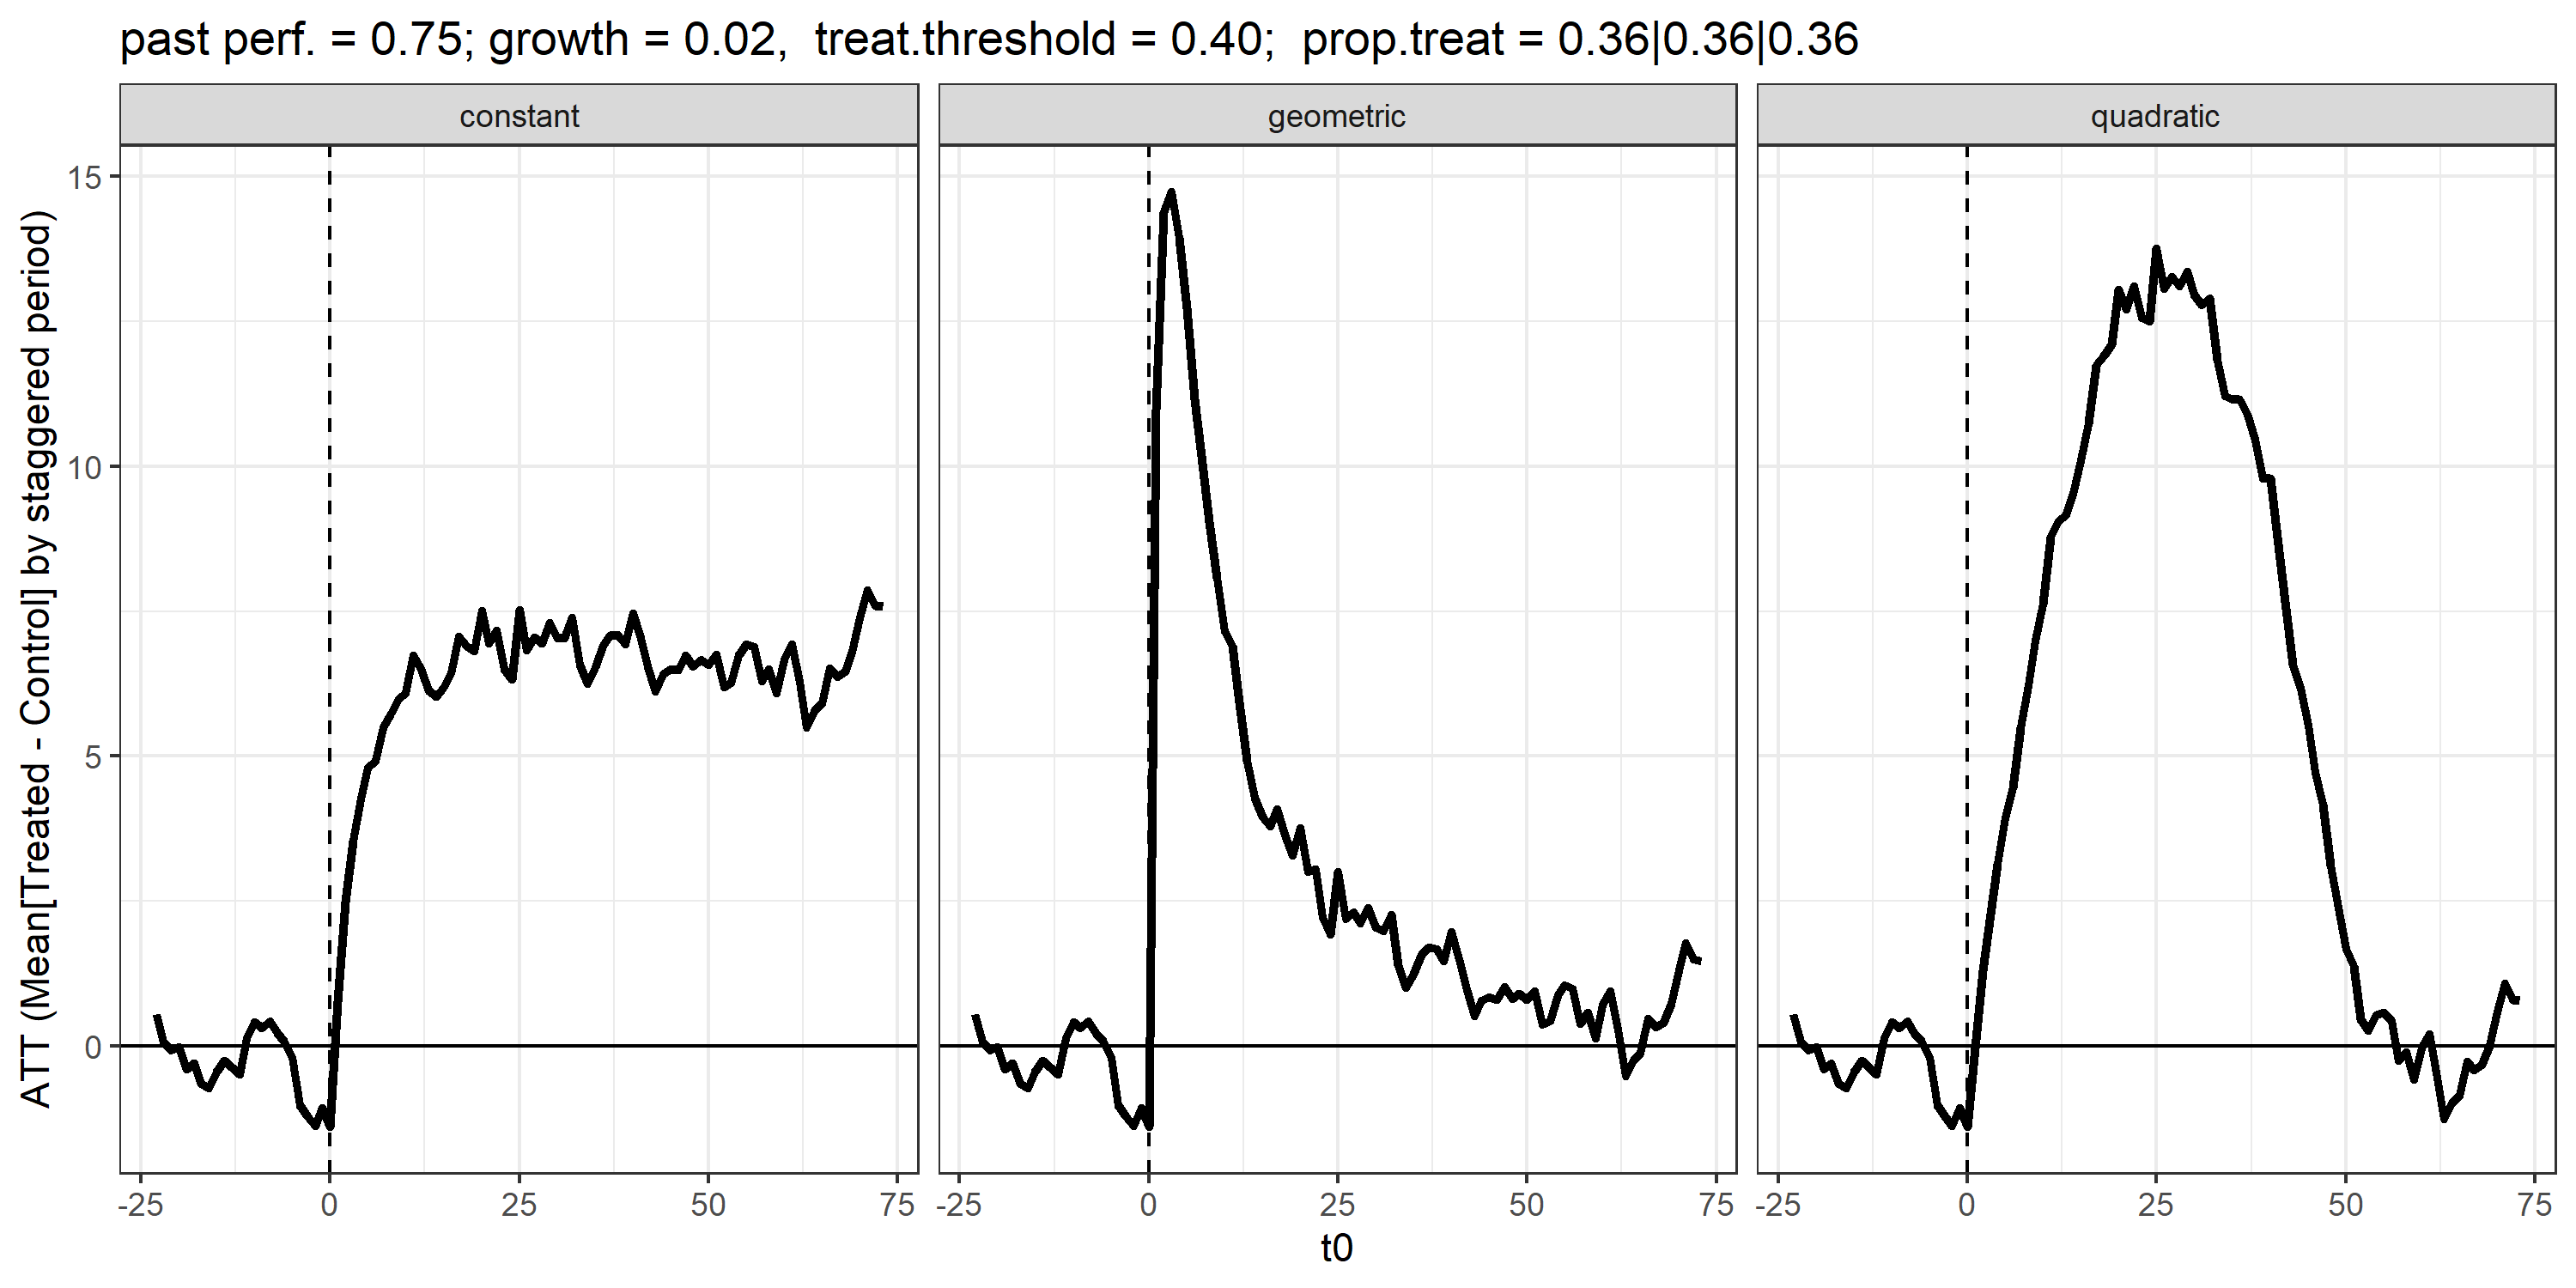 past perf. = 0.75; growth = 0.02,  treat.threshold = 0.40;  prop.treat = 0.36|0.36|0.36
constant
geometric
quadratic
ATT (Mean[Treated - Control] by staggered period)
15
10
5
0
-25 0 25 50 75
-25 0 25 50 75
-25 0 25 50 75
t0